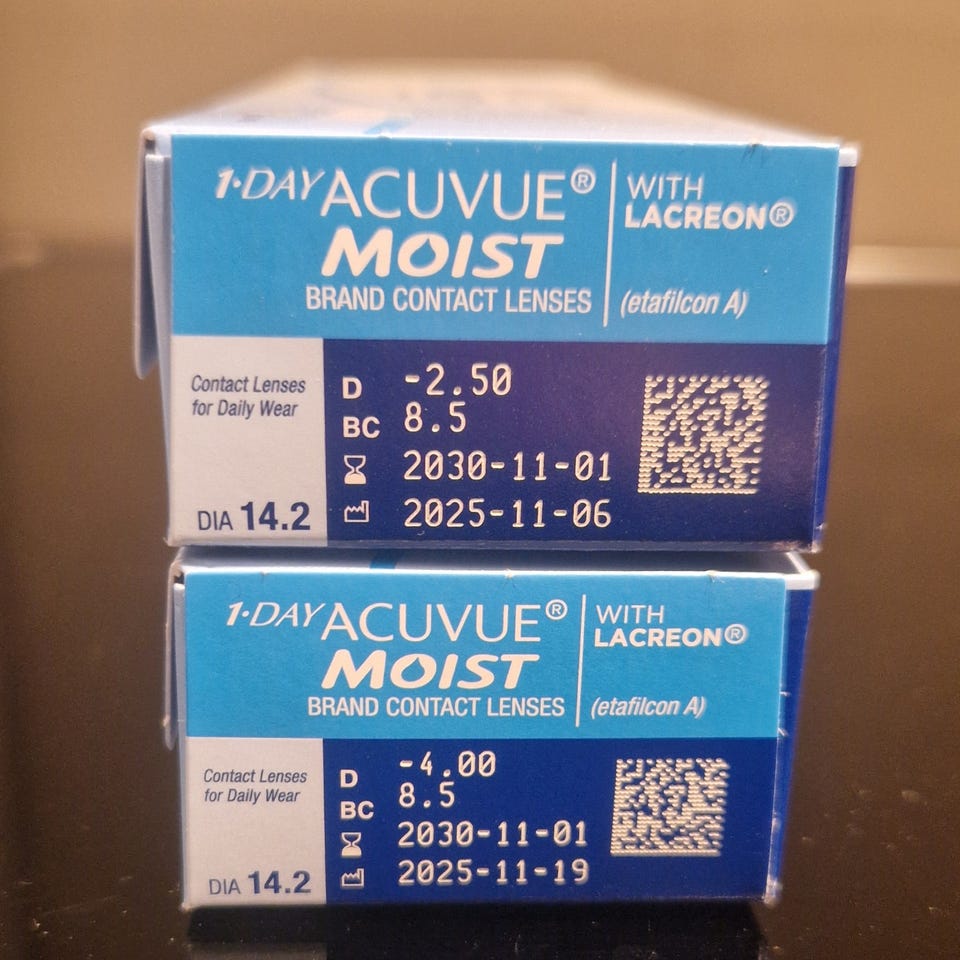 1·DAY ACUVUE® WITH
MOIST LACREON®
BRAND CONTACT LENSES (etafilcon A)
Contact Lenses
for Daily Wear
DIA 14.2
D -2.50
BC 8.5
2030-11-01
2025-11-06
1·DAY ACUVUE® WITH
MOIST LACREON®
BRAND CONTACT LENSES (etafilcon A)
Contact Lenses
for Daily Wear
DIA 14.2
D -4.00
BC 8.5
2030-11-01
2025-11-19